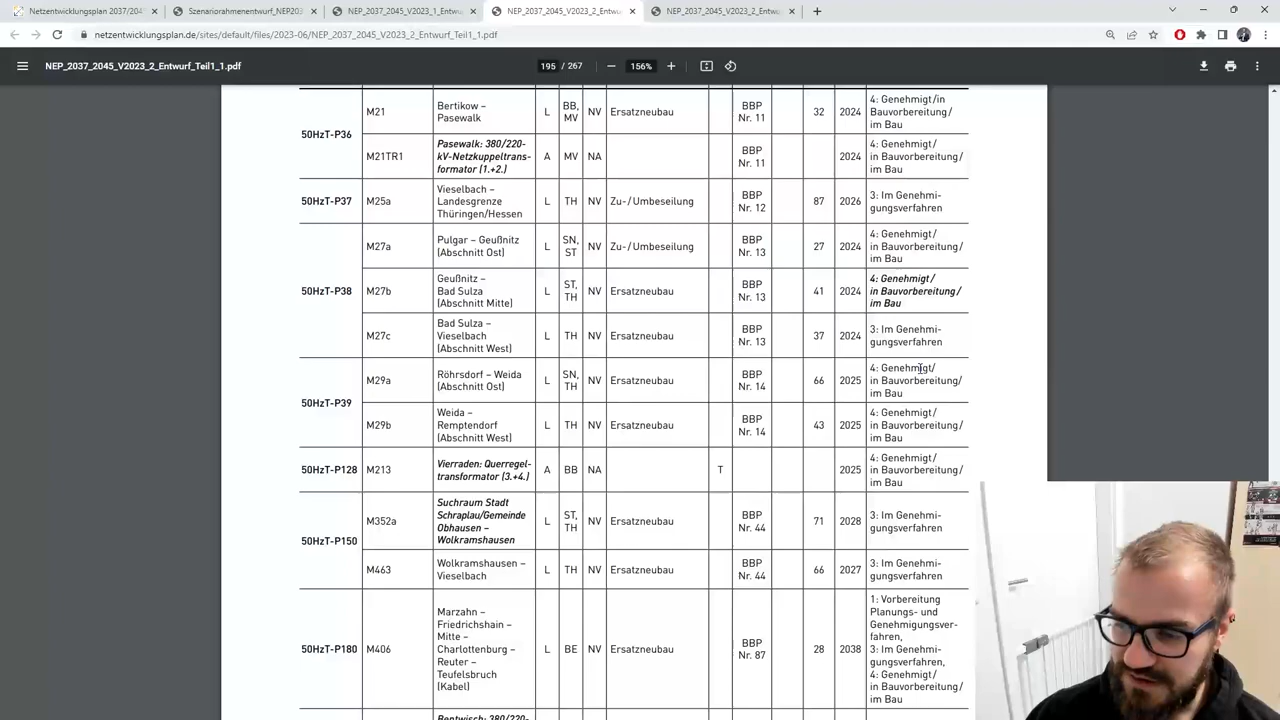 Netzentwicklungsplan 2037/2045
Szenariorahmenentwurf_NEP203
NEP_2037_2045_V2023_1_Entwurf
NEP_2037_2045_V2023_2_Entwurf
NEP_2037_2045_V2023_2_Entwurf
netzentwicklungsplan.de/sites/default/files/2023-06/NEP_2037_2045_V2023_2_Entwurf_Teil1_1.pdf
NEP_2037_2045_V2023_2_Entwurf_Teil1_1.pdf
195 / 267
156%
50HzT-P36
M21
Bertikow –
Pasewalk
L
BB,
MV
NV
Ersatzneubau
BBP
Nr. 11
32
2024
4: Genehmigt/in
Bauvorbereitung/
im Bau
M21TR1
Pasewalk: 380/220-
kV-Netzkuppeltrans-
formator (1.+2.)
A
MV
NA
BBP
Nr. 11
2024
4: Genehmigt/
in Bauvorbereitung/
im Bau
50HzT-P37
M25a
Vieselbach –
Landesgrenze
Thüringen/Hessen
L
TH
NV
Zu-/Umbeseilung
BBP
Nr. 12
87
2026
3: Im Genehmi-
gungsverfahren
50HzT-P38
M27a
Pulgar – Geußnitz
(Abschnitt Ost)
L
SN,
ST
NV
Zu-/Umbeseilung
BBP
Nr. 13
27
2024
4: Genehmigt/
in Bauvorbereitung/
im Bau
M27b
Geußnitz –
Bad Sulza
(Abschnitt Mitte)
L
ST,
TH
NV
Ersatzneubau
BBP
Nr. 13
41
2024
4: Genehmigt/
in Bauvorbereitung/
im Bau
M27c
Bad Sulza –
Vieselbach
(Abschnitt West)
L
TH
NV
Ersatzneubau
BBP
Nr. 13
37
2024
3: Im Genehmi-
gungsverfahren
50HzT-P39
M29a
Röhrsdorf – Weida
(Abschnitt Ost)
L
SN,
TH
NV
Ersatzneubau
BBP
Nr. 14
66
2025
4: Genehmigt/
in Bauvorbereitung/
im Bau
M29b
Weida –
Remptendorf
(Abschnitt West)
L
TH
NV
Ersatzneubau
BBP
Nr. 14
43
2025
4: Genehmigt/
in Bauvorbereitung/
im Bau
50HzT-P128
M213
Vierraden: Querregel-
transformator (3.+4.)
A
BB
NA
T
2025
4: Genehmigt/
in Bauvorbereitung/
im Bau
50HzT-P150
M352a
Suchraum Stadt
Schraplau/Gemeinde
Obhausen –
Wolkramshausen
L
ST,
TH
NV
Ersatzneubau
BBP
Nr. 44
71
2028
3: Im Genehmi-
gungsverfahren
M463
Wolkramshausen –
Vieselbach
L
TH
NV
Ersatzneubau
BBP
Nr. 44
66
2027
3: Im Genehmi-
gungsverfahren
50HzT-P180
M406
Marzahn –
Friedrichshain –
Mitte –
Charlottenburg –
Reuter –
Teufelsbruch
(Kabel)
L
BE
NV
Ersatzneubau
BBP
Nr. 87
28
2038
1: Vorbereitung
Planungs- und
Genehmigungsver-
fahren,
3: Im Genehmi-
gungsverfahren,
4: Genehmigt/
in Bauvorbereitung/
im Bau
Bentwisch: 380/220-